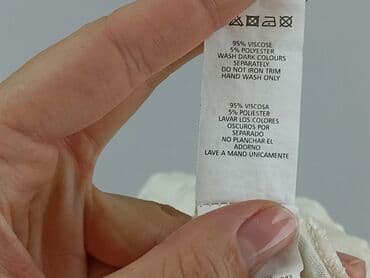 95% VISCOSE
5% POLYESTER
WASH DARK COLOURS
SEPARATELY
DO NOT IRON TRIM
HAND WASH ONLY
95% VISCOSA
5% POLIESTER
LAVAR LOS COLORES
OSCUROS POR
SEPARADO
NO PLANCHAR EL
ADORNO
LAVE A MANO UNICAMENTE